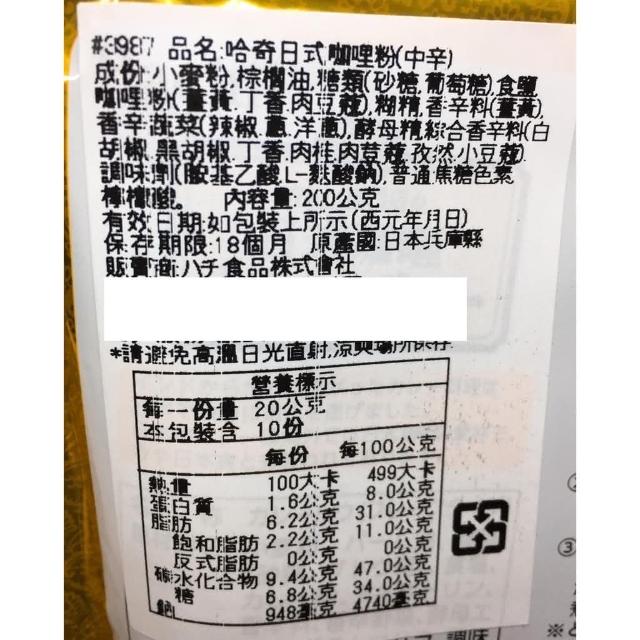 #3987 品名:哈奇日式咖哩粉(中辛)
成份:小麥粉,棕櫚油,糖類(砂糖,葡萄糖),食鹽
咖哩粉(薑黃,丁香,肉豆蔻),糊精,香辛料(薑黃),
香辛蔬菜(辣椒,蔥,洋蔥),酵母精,綜合香辛料(白
胡椒,黑胡椒,丁香,肉桂,肉荳蔻,孜然,小豆蔻),
調味劑(胺基乙酸,L-麩酸鈉),普通焦糖色素
檸檬酸。 內容量:200公克
有效日期:如包裝上所示(西元年月日)
保存期限:18個月 原產國:日本兵庫縣
販賣商:ハチ食品株式會社
*請避免高溫日光直射,涼爽場所保存.
營養標示
每一份量 20公克
本包裝含 10份
每份 每100公克
熱量 100大卡 499大卡
蛋白質 1.6公克 8.0公克
脂肪 6.2公克 31.0公克
飽和脂肪 2.2公克 11.0公克
反式脂肪 0公克 0公克
碳水化合物 9.4公克 47.0公克
糖 6.8公克 34.0公克
鈉 948毫克 4740毫克